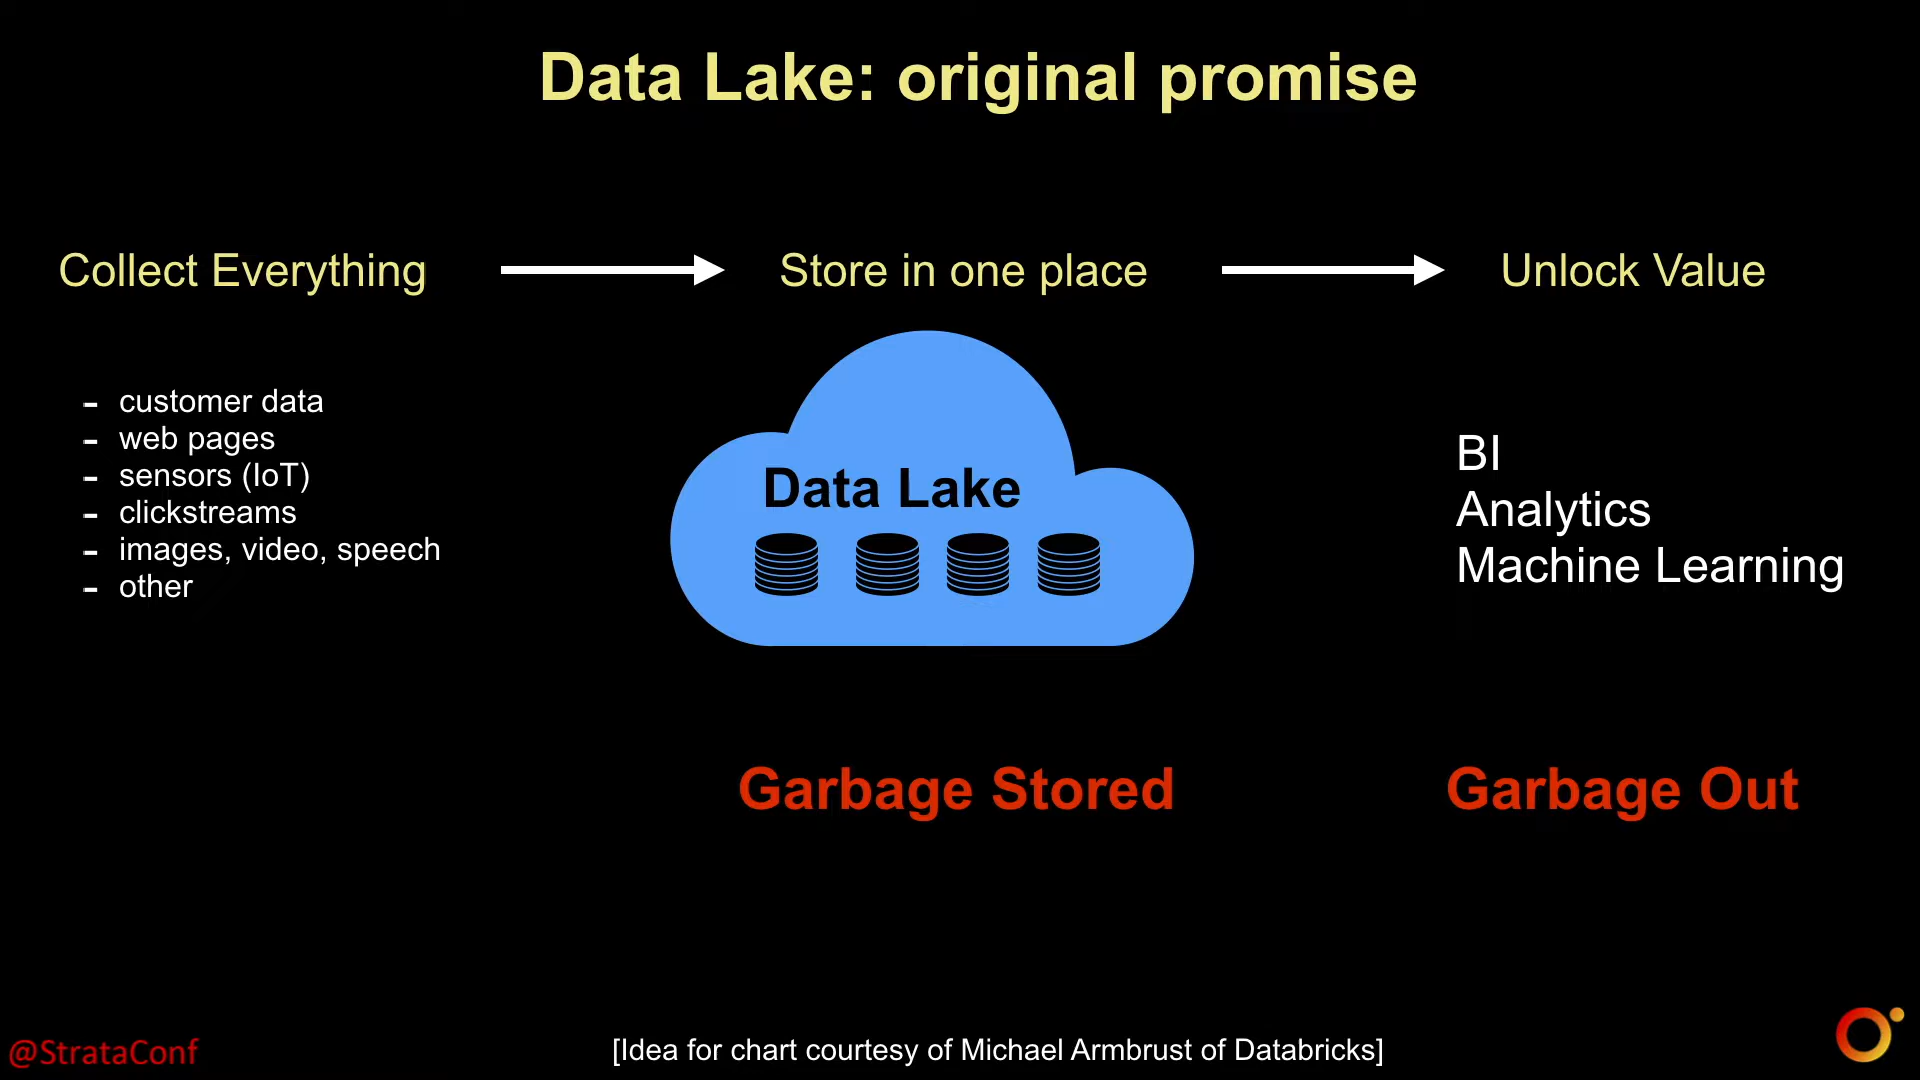 Data Lake: original promise
Collect Everything
Store in one place
Unlock Value
- customer data
- web pages
- sensors (IoT)
- clickstreams
- images, video, speech
- other
Data Lake
BI
Analytics
Machine Learning
Garbage Stored
Garbage Out
@StrataConf
[Idea for chart courtesy of Michael Armbrust of Databricks]